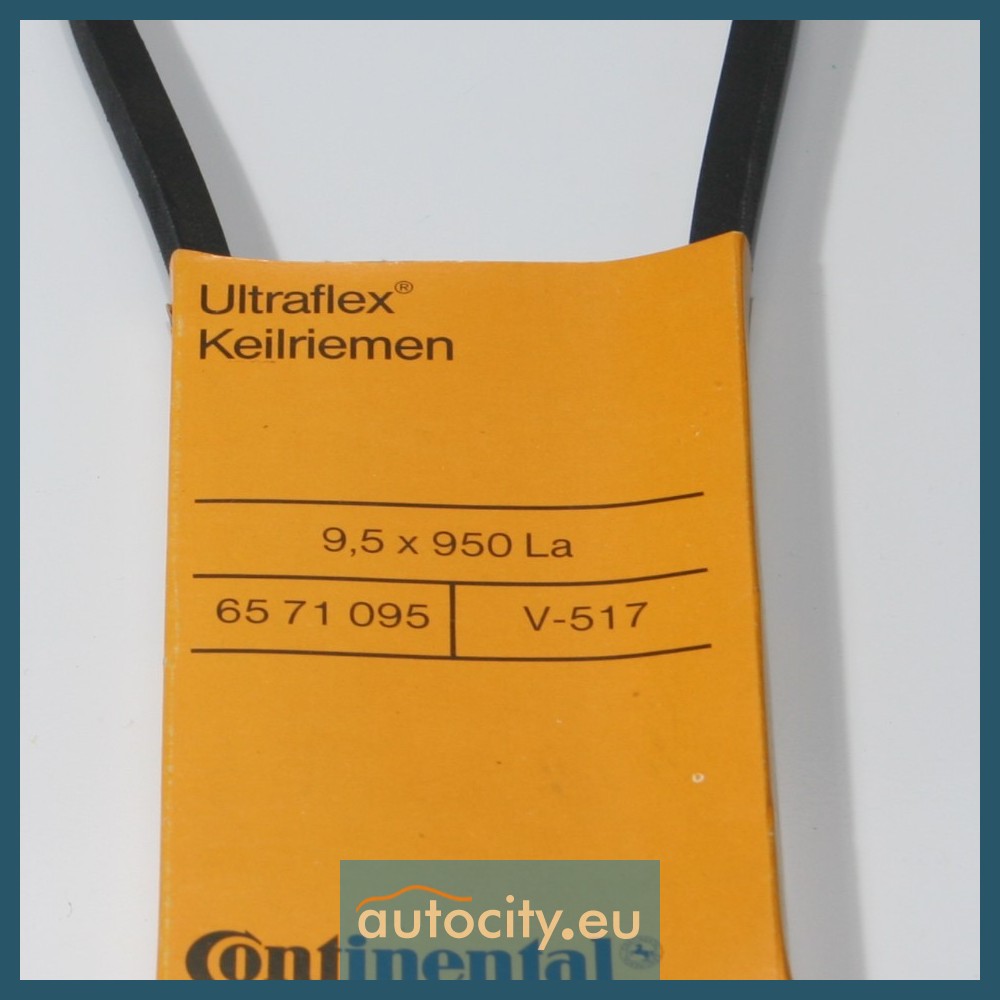 Ultraflex®
Keilriemen
9,5 x 950 La
65 71 095 V-517
autocity.eu
Continental